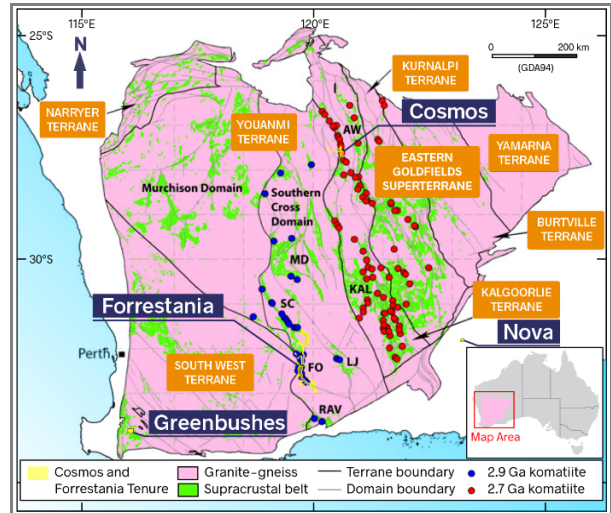 115°E
120°E
125°E
25°S
N
0
200 km
(GDA94)
KURNALPI
TERRANE
I
NARRYER
TERRANE
YOUANMI
TERRANE
AW
Cosmos
EASTERN
GOLDFIELDS
SUPERTERRANE
YAMARNA
TERRANE
Murchison Domain
Southern
Cross
Domain
BURTVILLE
TERRANE
30°S
MD
KAL
KALGOORLIE
TERRANE
Forrestania
SC
Nova
Perth
SOUTH WEST
TERRANE
FO
LJ
Greenbushes
RAV
Map Area
Cosmos and
Forrestania Tenure
Granite-gneiss
Supracrustal belt
Terrane boundary
Domain boundary
2.9 Ga komatiite
2.7 Ga komatiite